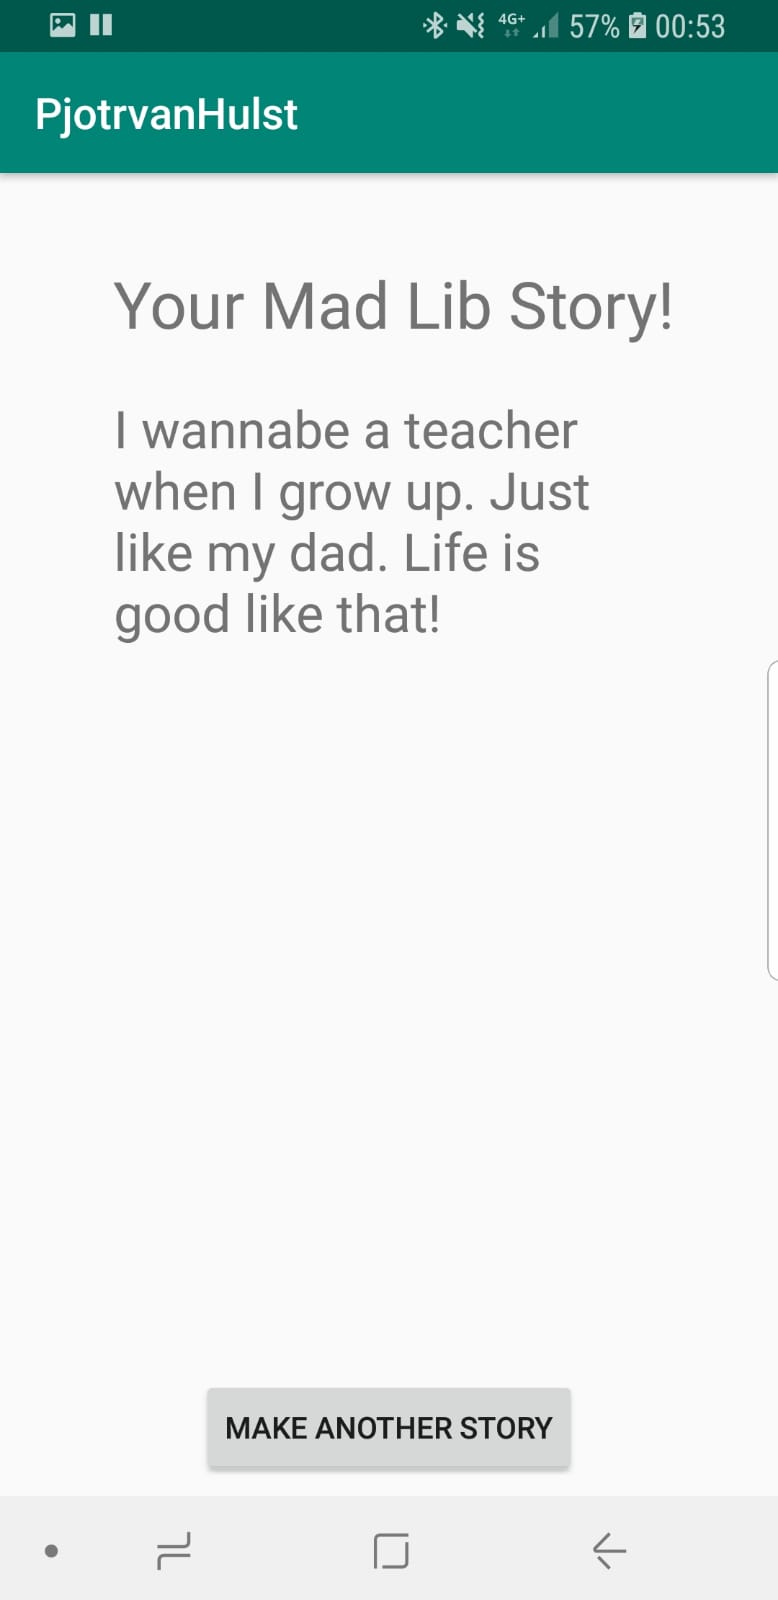 4G+ 57% 00:53
PjotrvanHulst
Your Mad Lib Story!
I wannabe a teacher
when I grow up. Just
like my dad. Life is
good like that!
MAKE ANOTHER STORY